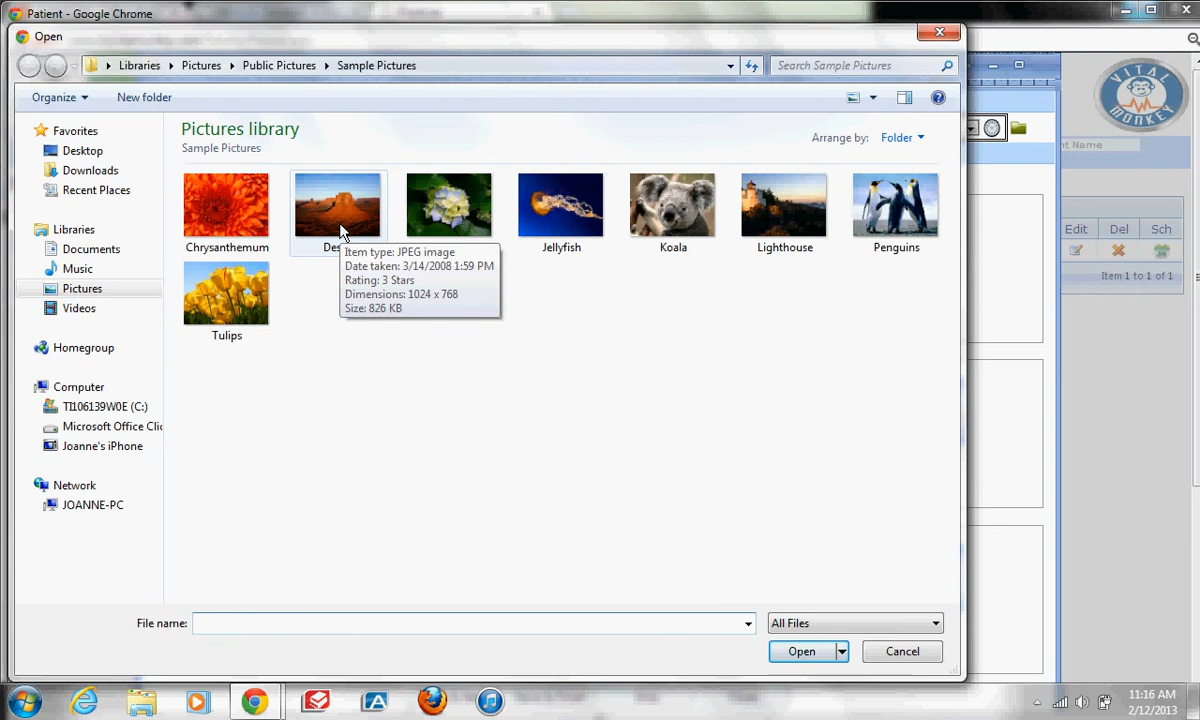 Patient - Google Chrome
Open
Libraries Pictures Public Pictures Sample Pictures
Search Sample Pictures
Organize
New folder
Favorites
Desktop
Downloads
Recent Places
Libraries
Documents
Music
Pictures
Videos
Homegroup
Computer
TI106139W0E (C:)
Microsoft Office Clic
Joanne's iPhone
Network
JOANNE-PC
Pictures library
Sample Pictures
Arrange by: Folder
Chrysanthemum
Des
Jellyfish
Koala
Lighthouse
Penguins
Tulips
Item type: JPEG image
Date taken: 3/14/2008 1:59 PM
Rating: 3 Stars
Dimensions: 1024 x 768
Size: 826 KB
File name:
All Files
Open
Cancel
VITAL
MONKEY
nt Name
Edit Del Sch
Item 1 to 1 of 1
11:16 AM
2/12/2013